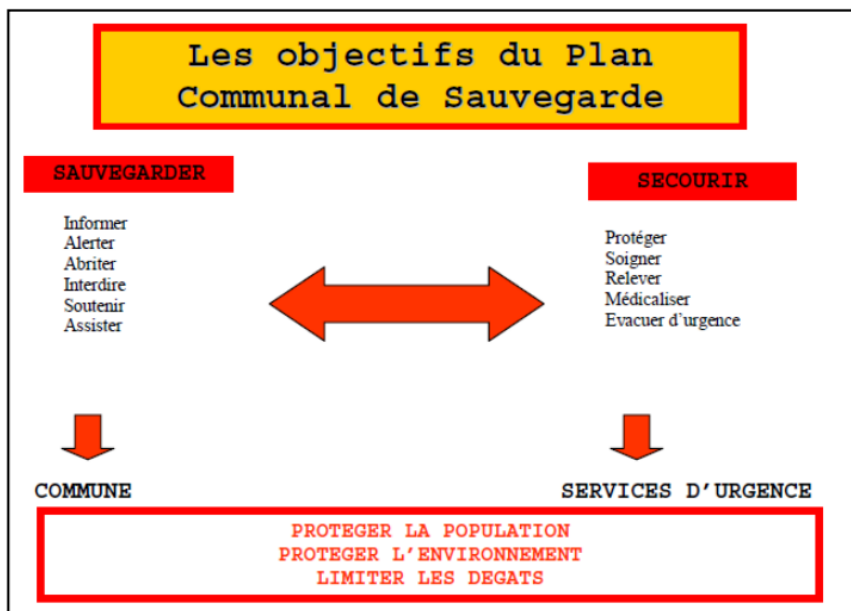 Les objectifs du Plan
Communal de Sauvegarde
SAUVEGARDER
Informer
Alerter
Abriter
Interdire
Soutenir
Assister
COMMUNE
SECOURIR
Protéger
Soigner
Relever
Médicaliser
Evacuer d'urgence
SERVICES D'URGENCE
PROTEGER LA POPULATION
PROTEGER L'ENVIRONNEMENT
LIMITER LES DEGATS